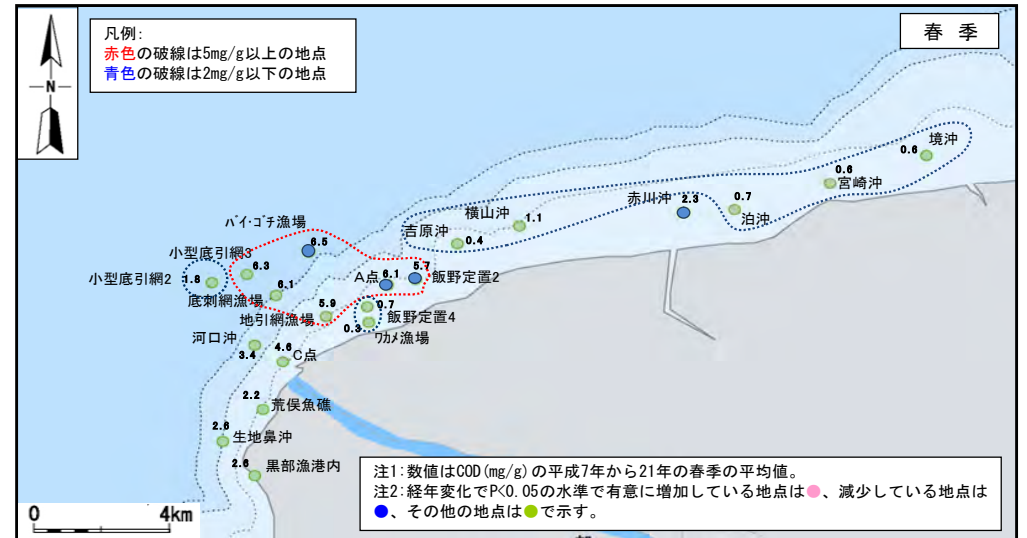 春 季
凡例:
赤色の破線は5mg/g以上の地点
青色の破線は2mg/g以下の地点
N
境沖
0.6
0.6
宮崎沖
赤川沖
2.3
0.7
泊沖
横山沖
1.1
吉原沖
0.4
バイ・ゴチ漁場
6.5
小型底引網3
6.3
小型底引網2
1.8
底刺網漁場
6.1
A点
6.1
5.7
飯野定置2
地引網漁場
5.9
0.7
飯野定置4
0.3
ワカメ漁場
河口沖
3.4
4.6
C点
2.2
荒俣魚礁
2.6
生地鼻沖
2.6
黒部漁港内
注1:数値はCOD(mg/g)の平成7年から21年の春季の平均値。
注2:経年変化でP<0.05の水準で有意に増加している地点は●、減少している地点は
●、その他の地点は●で示す。
0 4km